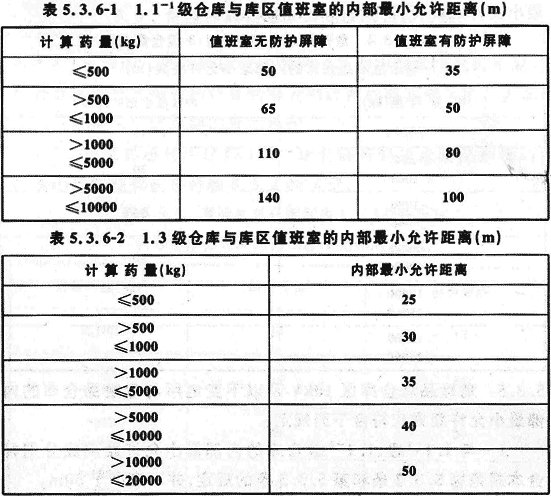 表 5.3.6-1 1.1⁻¹级仓库与库区值班室的内部最小允许距离(m)
计算药量(kg) 值班室无防护屏障 值班室有防护屏障
≤500 50 35
>500
≤1000 65 50
>1000
≤5000 110 80
>5000
≤10000 140 100
表 5.3.6-2 1.3 级仓库与库区值班室的内部最小允许距离(m)
计算药量(kg) 内部最小允许距离
≤500 25
>500
≤1000 30
>1000
≤5000 35
>5000
≤10000 40
>10000
≤20000 50